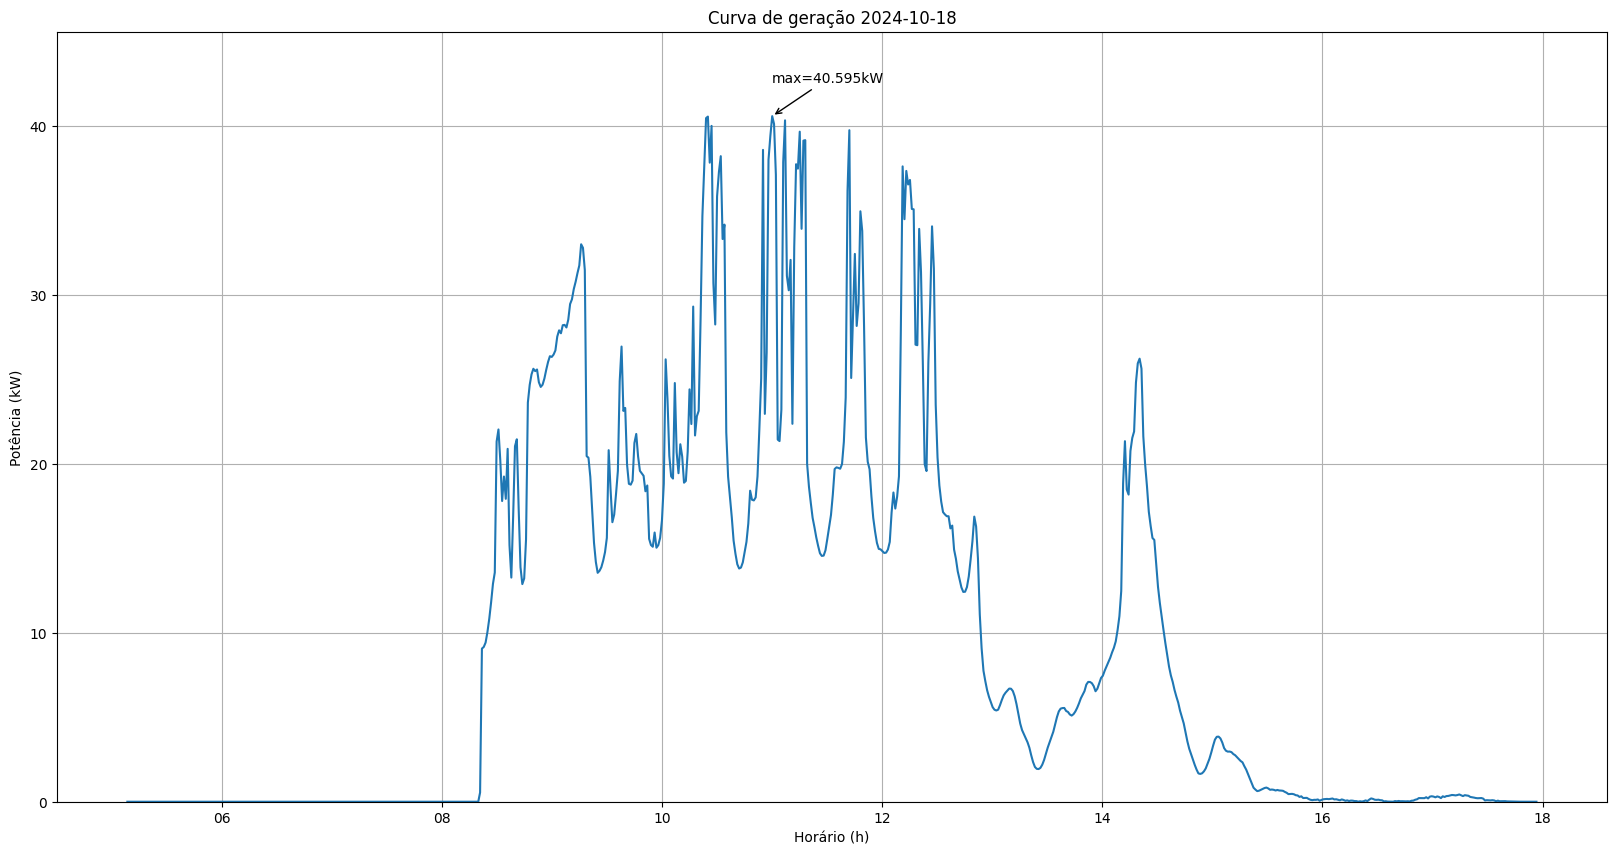 Curva de geração 2024-10-18
max=40.595kW
Potência (kW)
40
30
20
10
0
06 08 10 12 14 16 18
Horário (h)